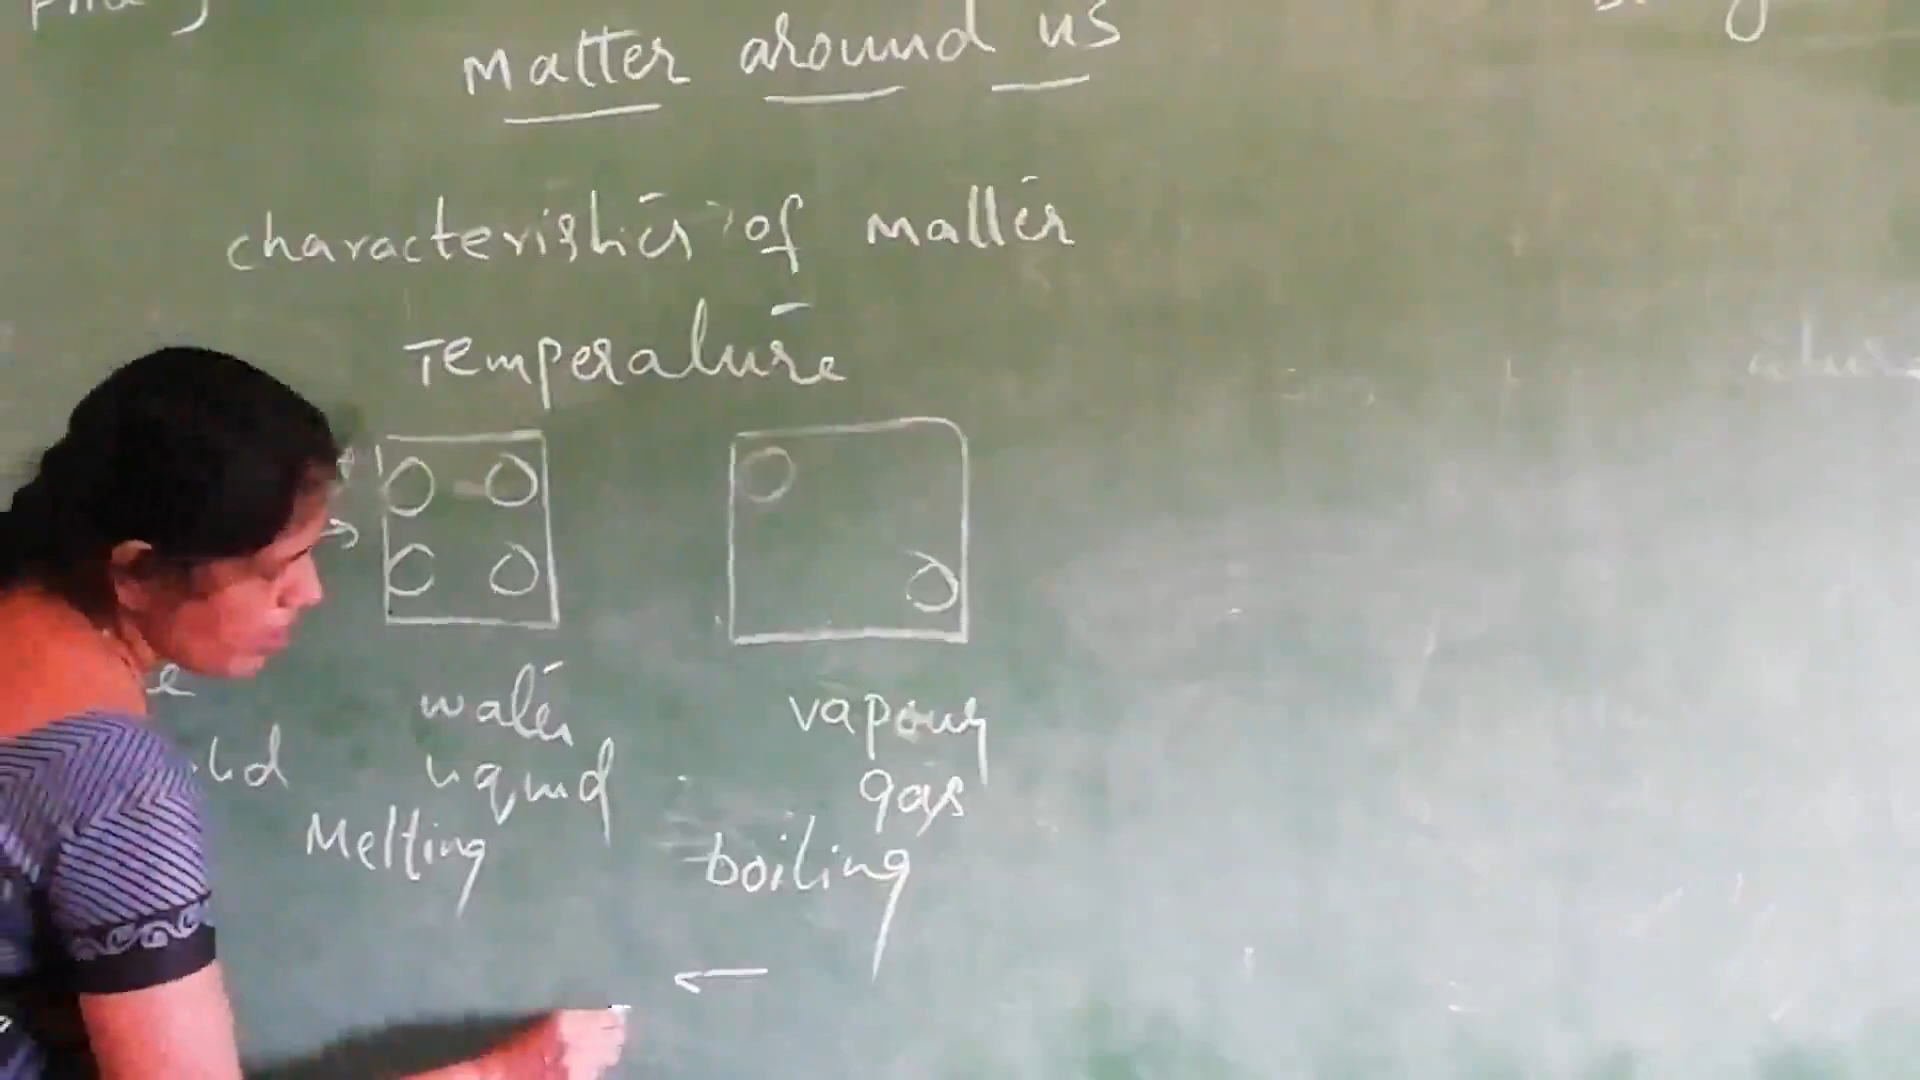 Matter around us
characteristics of matter
Temperature
water vapour
liquid gas
Melting boiling